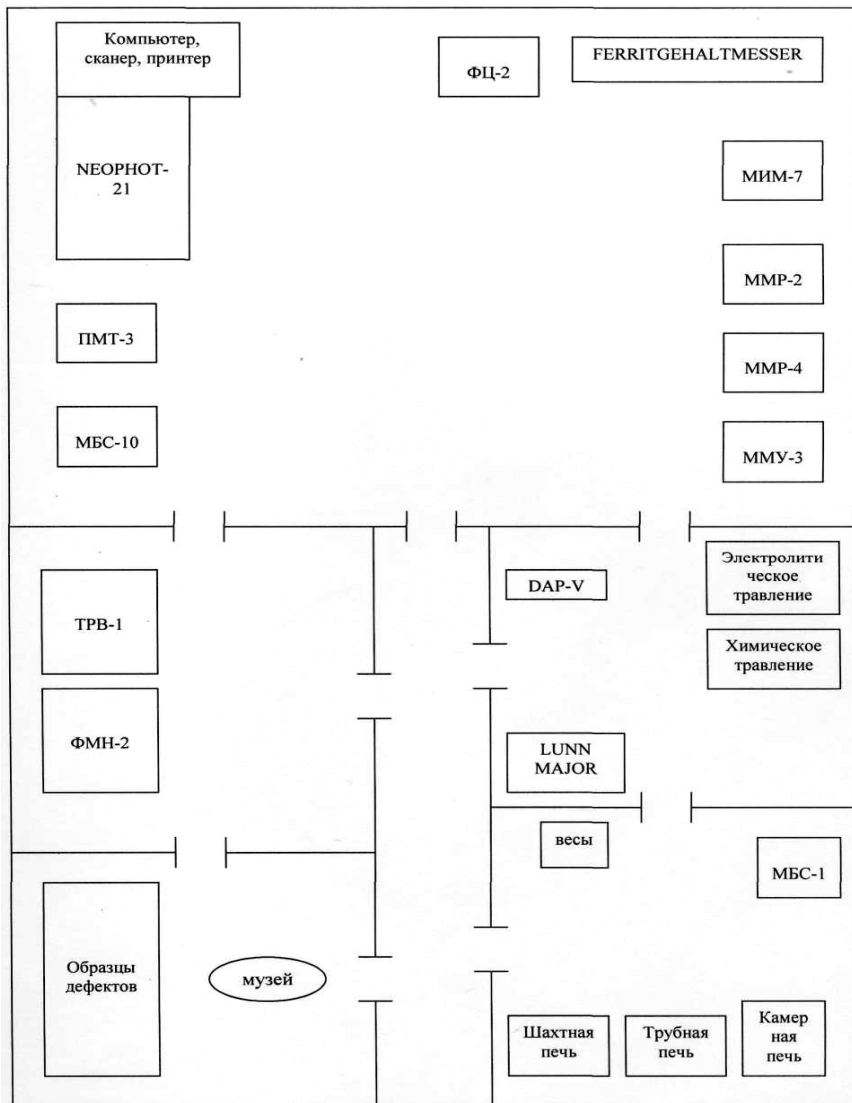 Компьютер,
сканер, принтер
ФЦ-2
FERRITGEHALTMESSER
NEOPHOT-
21
МИМ-7
ММР-2
ПМТ-3
ММР-4
МБС-10
ММУ-3
Электролити
ческое
травление
DAP-V
ТРВ-1
Химическое
травление
ФМН-2
LUNN
MAJOR
весы
МБС-1
Образцы
дефектов
музей
Шахтная
печь
Трубная
печь
Камер
ная
печь